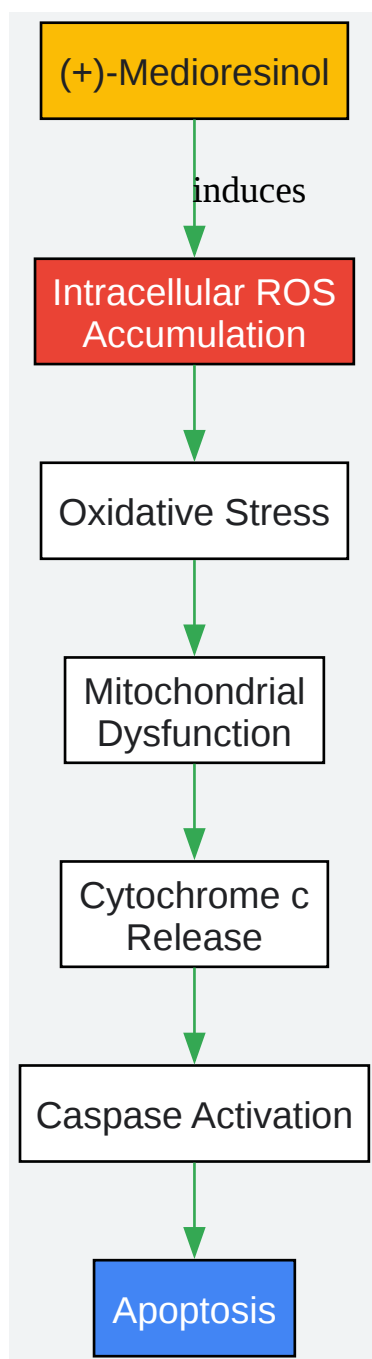 (+)-Medioresinol
induces
Intracellular ROS
Accumulation
Oxidative Stress
Mitochondrial
Dysfunction
Cytochrome c
Release
Caspase Activation
Apoptosis